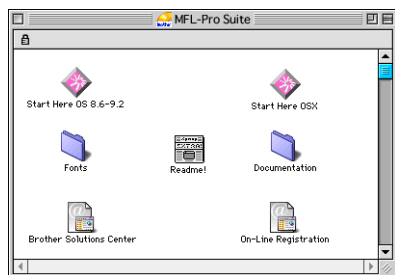 MFL-Pro Suite
Start Here OS 8.6-9.2
Start Here OSX
Fonts
Readme!
Documentation
Brother Solutions Center
On-Line Registration